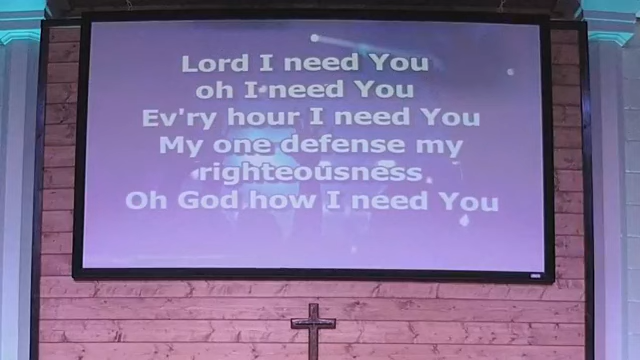 Lord I need You
oh I need You
Ev'ry hour I need You
My one defense my
righteousness
Oh God how I need You